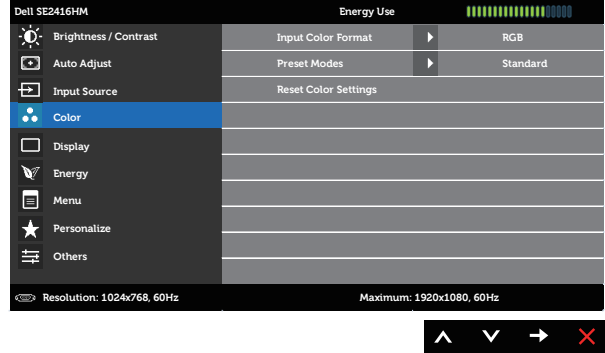 Dell SE2416HM Energy Use
Brightness / Contrast Input Color Format RGB
Auto Adjust Preset Modes Standard
Input Source Reset Color Settings
Color
Display
Energy
Menu
Personalize
Others
Resolution: 1024x768, 60Hz Maximum: 1920x1080, 60Hz